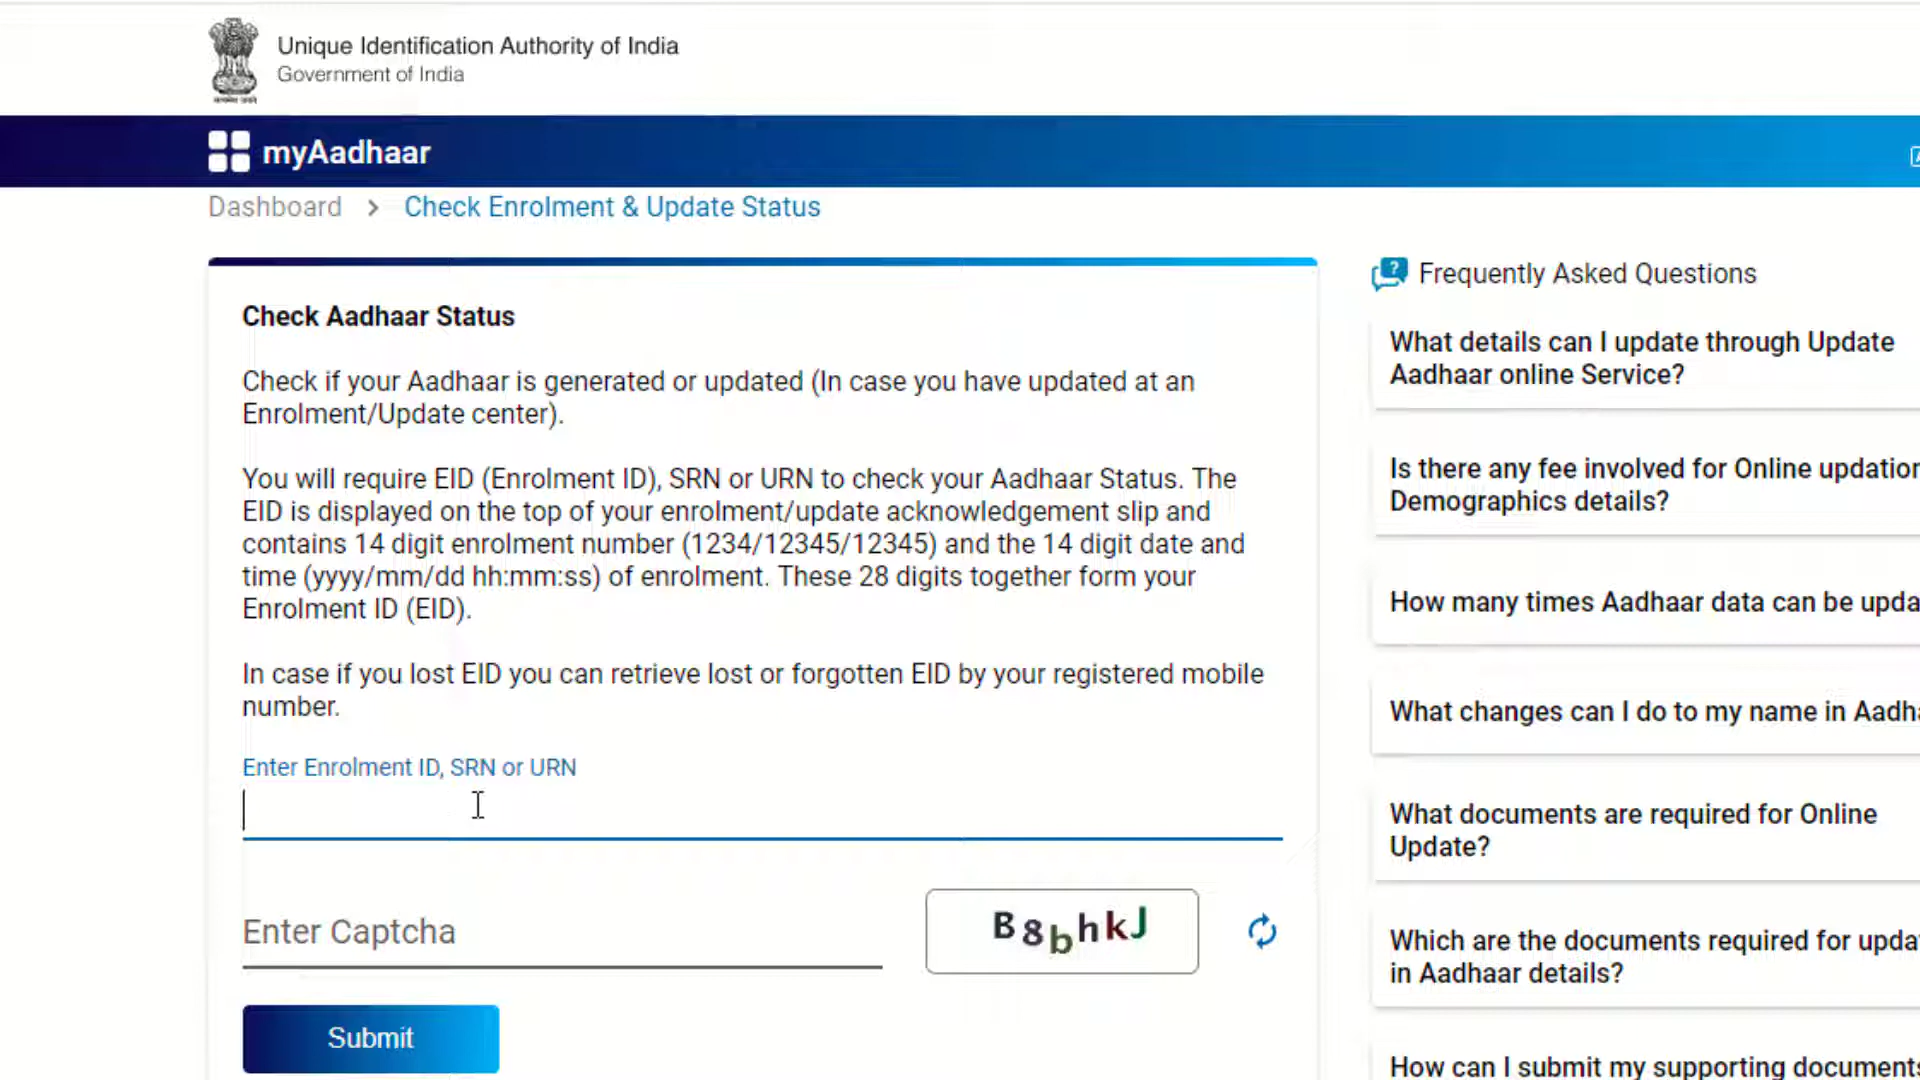 Unique Identification Authority of India
Government of India
myAadhaar
Dashboard > Check Enrolment & Update Status
Check Aadhaar Status
Check if your Aadhaar is generated or updated (In case you have updated at an
Enrolment/Update center).
You will require EID (Enrolment ID), SRN or URN to check your Aadhaar Status. The
EID is displayed on the top of your enrolment/update acknowledgement slip and
contains 14 digit enrolment number (1234/12345/12345) and the 14 digit date and
time (yyyy/mm/dd hh:mm:ss) of enrolment. These 28 digits together form your
Enrolment ID (EID).
In case if you lost EID you can retrieve lost or forgotten EID by your registered mobile
number.
Enter Enrolment ID, SRN or URN
Enter Captcha
B8bhkJ
Submit
Frequently Asked Questions
What details can I update through Update
Aadhaar online Service?
Is there any fee involved for Online updation
Demographics details?
How many times Aadhaar data can be upda
What changes can I do to my name in Aadha
What documents are required for Online
Update?
Which are the documents required for upda
in Aadhaar details?
How can I submit my supporting documents